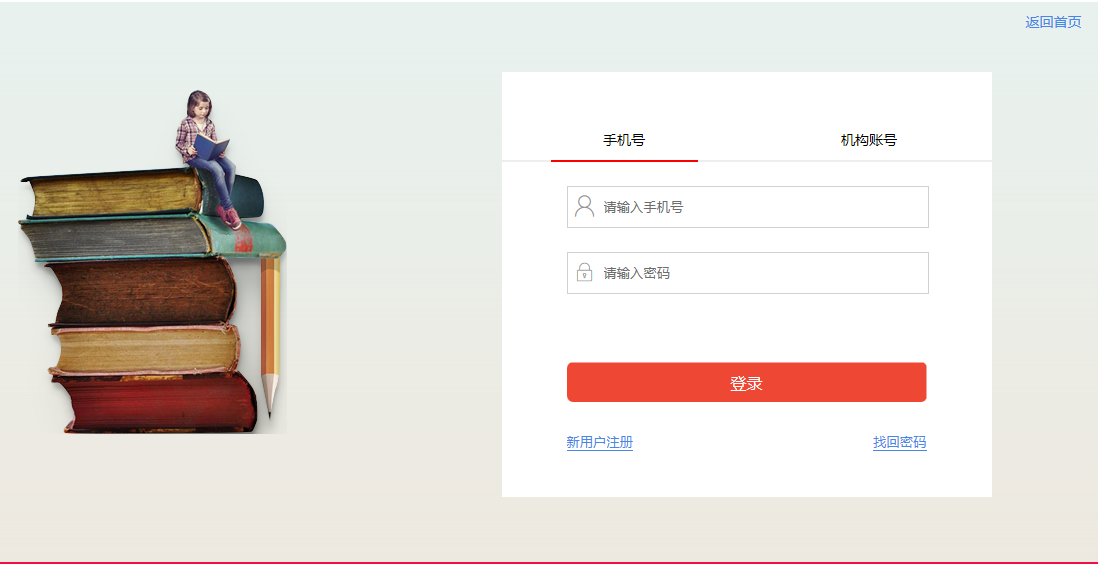 返回首页
手机号 机构账号
请输入手机号
请输入密码
登录
新用户注册 找回密码